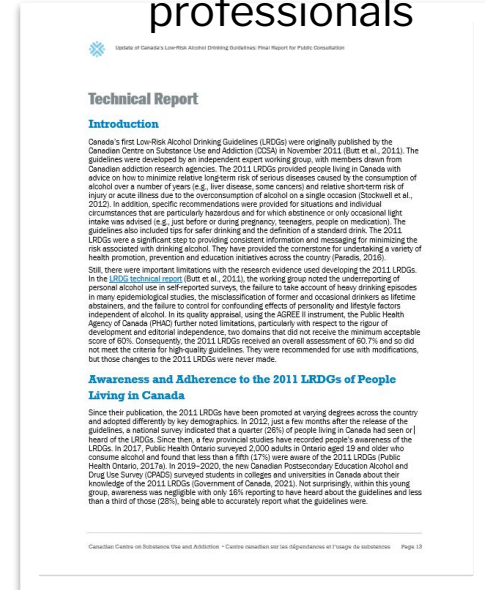 professionals
Update of Canada's Low-Risk Alcohol Drinking Guidelines: Final Report for Public Consultation
Technical Report
Introduction
Canada's first Low-Risk Alcohol Drinking Guidelines (LRDGs) were originally published by the
Canadian Centre on Substance Use and Addiction (CCSA) in November 2011 (Butt et al., 2011). The
guidelines were developed by an independent expert working group, with members drawn from
Canadian addiction research agencies. The 2011 LRDGs provided people living in Canada with
advice on how to minimize relative long-term risk of serious diseases caused by the consumption of
alcohol over a number of years (e.g., liver disease, some cancers) and relative short-term risk of
injury or acute illness due to the overconsumption of alcohol on a single occasion (Stockwell et al.,
2012). In addition, specific recommendations were provided for situations and individual
circumstances that are particularly hazardous and for which abstinence or only occasional light
intake was advised (e.g., just before or during pregnancy, teenagers, people on medication). The
guidelines also included tips for safer drinking and the definition of a standard drink. The 2011
LRDGs were a significant step to providing consistent information and messaging for minimizing the
risk associated with drinking alcohol. They have provided the cornerstone for undertaking a variety of
health promotion, prevention and education initiatives across the country (Paradis, 2016).
Still, there were important limitations with the research evidence used developing the 2011 LRDGs.
In the LRDG technical report (Butt et al., 2011), the working group noted the underreporting of
personal alcohol use in self-reported surveys, the failure to take account of heavy drinking episodes
in many epidemiological studies, the misclassification of former and occasional drinkers as lifetime
abstainers, and the failure to control for confounding effects of personality and lifestyle factors
independent of alcohol. In its quality appraisal, using the AGREE II instrument, the Public Health
Agency of Canada (PHAC) further noted limitations, particularly with respect to the rigour of
development and editorial independence, two domains that did not receive the minimum acceptable
score of 60%. Consequently, the 2011 LRDGs received an overall assessment of 60.7% and so did
not meet the criteria for high-quality guidelines. They were recommended for use with modifications,
but those changes to the 2011 LRDGs were never made.
Awareness and Adherence to the 2011 LRDGs of People
Living in Canada
Since their publication, the 2011 LRDGs have been promoted at varying degrees across the country
and adopted differently by key demographics. In 2012, just a few months after the release of the
guidelines, a national survey indicated that a quarter (26%) of people living in Canada had seen or
heard of the LRDGs. Since then, a few provincial studies have recorded people's awareness of the
LRDGs. In 2017, Public Health Ontario surveyed 2,000 adults in Ontario aged 19 and older who
consume alcohol and found that less than a fifth (17%) were aware of the 2011 LRDGs (Public
Health Ontario, 2017a). In 2019–2020, the new Canadian Postsecondary Education Alcohol and
Drug Use Survey (CPADS) surveyed students in colleges and universities in Canada about their
knowledge of the 2011 LRDGs (Government of Canada, 2021). Not surprisingly, within this young
group, awareness was negligible with only 16% reporting to have heard about the guidelines and less
than a third of those (28%), being able to accurately report what the guidelines were.
Canadian Centre on Substance Use and Addiction • Centre canadien sur les dépendances et l'usage de substances Page 13